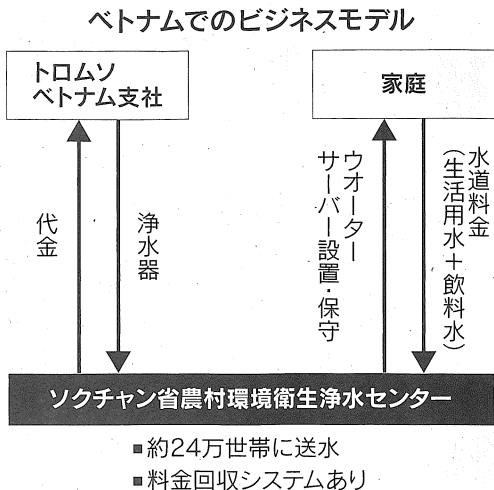 ベトナムでのビジネスモデル
トロムソ
ベトナム支社
家庭
代金
浄水器
ウオーター
サーバー設置・保守
水道料金
(生活用水+飲料水)
ソクチャン省農村環境衛生浄水センター
■約24万世帯に送水
■料金回収システムあり